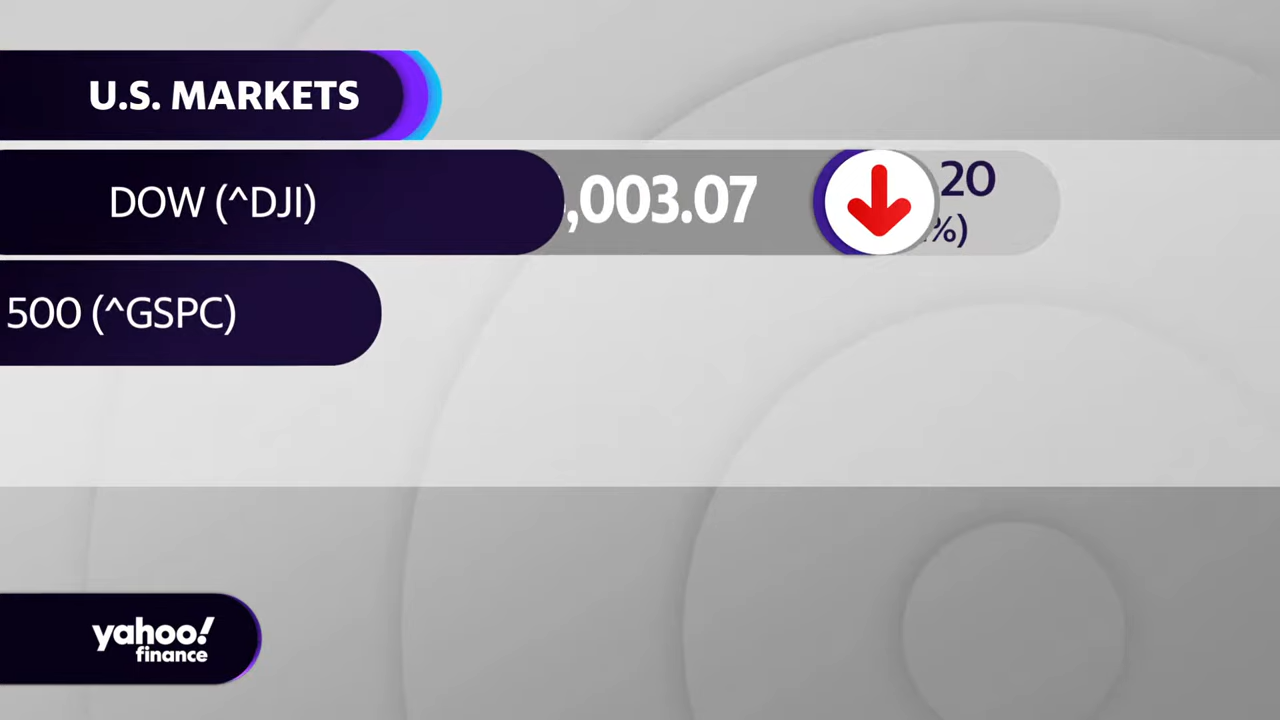 U.S. MARKETS
DOW (^DJI)
,003.07
20
%)
500 (^GSPC)
yahoo!
finance